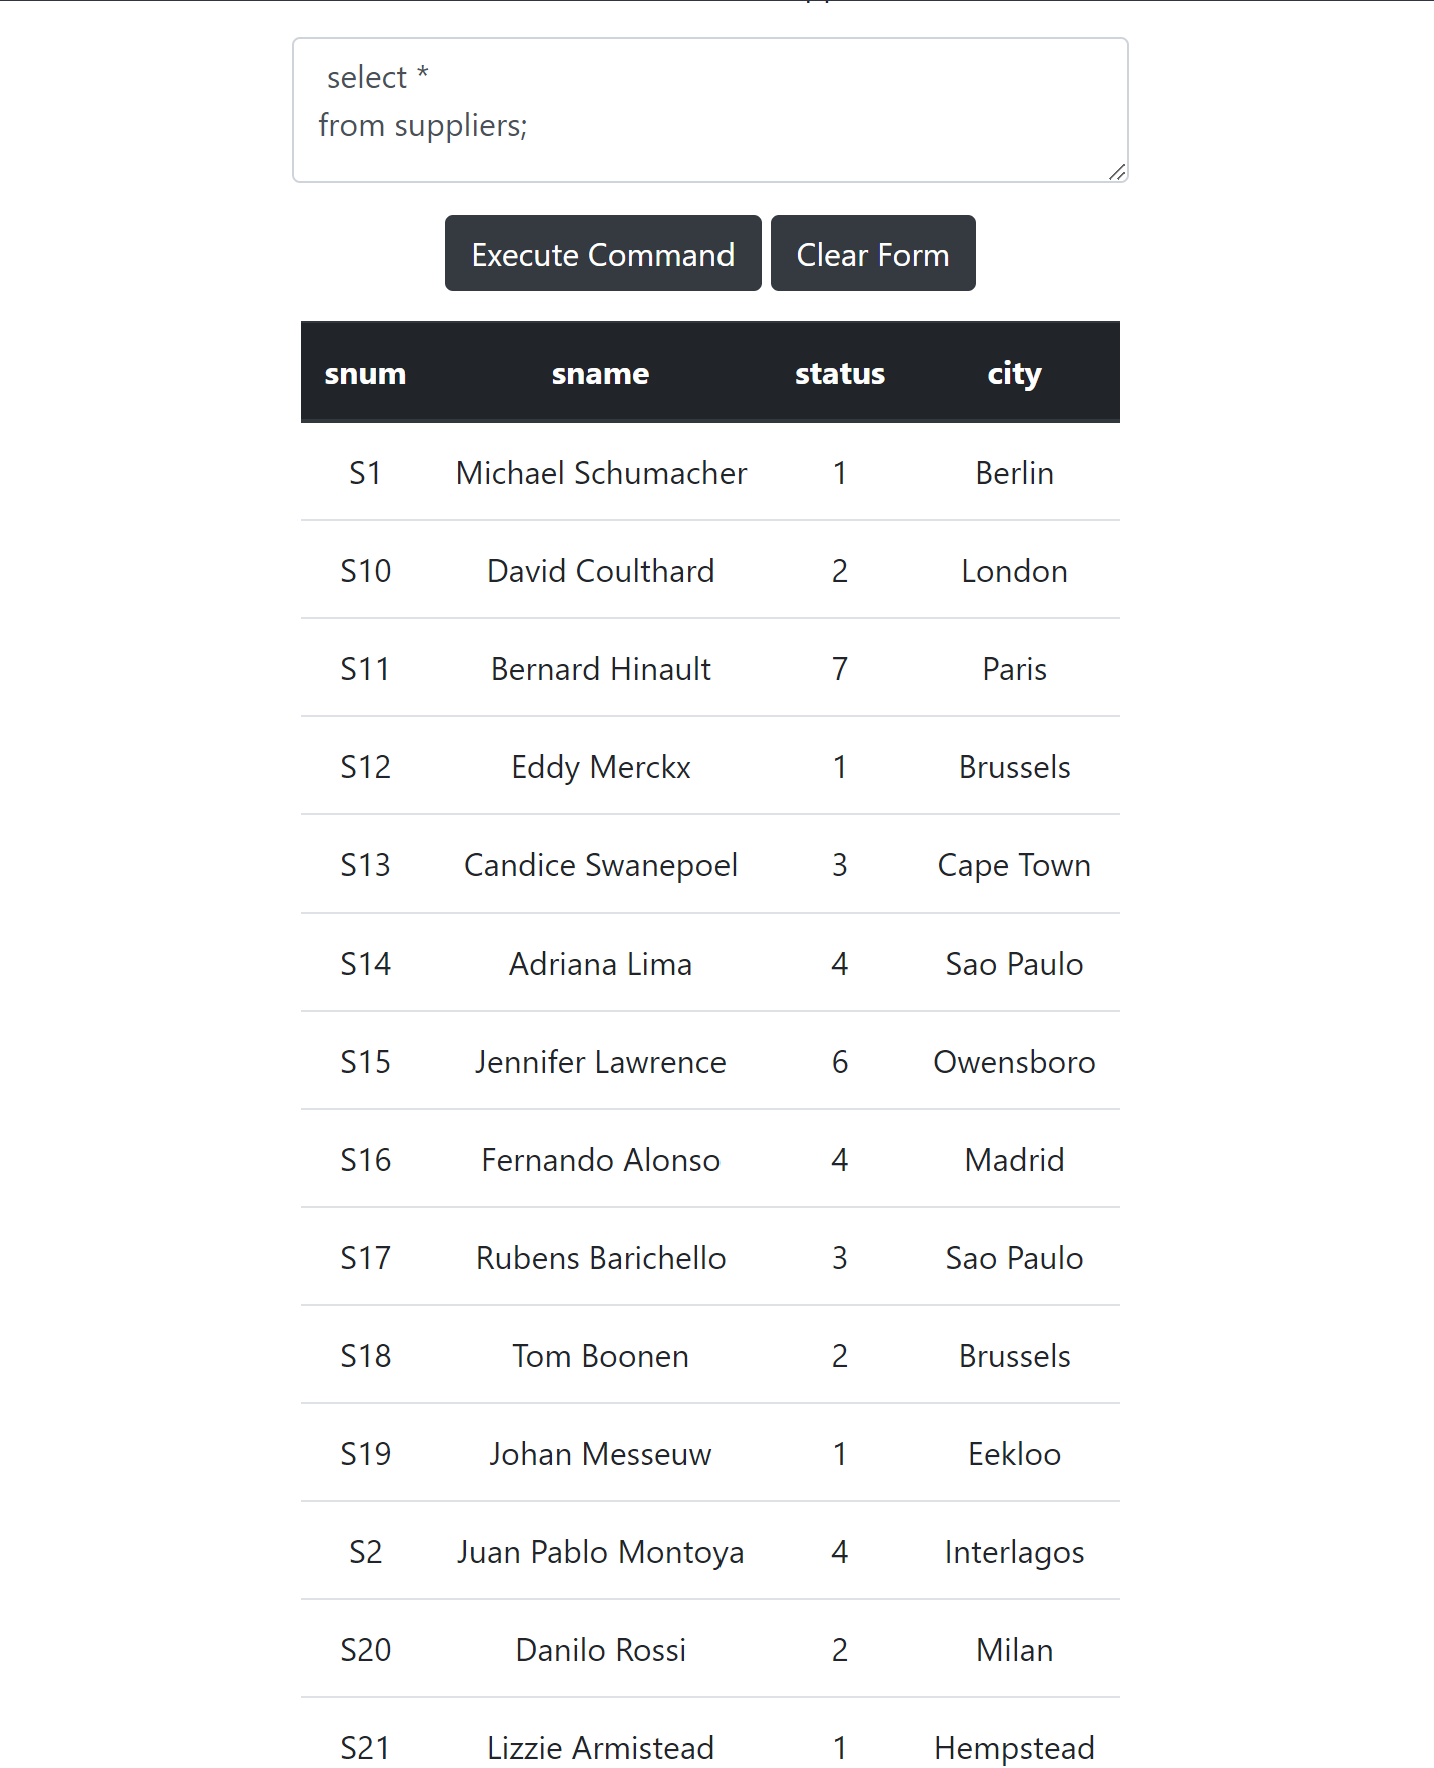 select *
from suppliers;
Execute Command Clear Form
snum sname status city
S1 Michael Schumacher 1 Berlin
S10 David Coulthard 2 London
S11 Bernard Hinault 7 Paris
S12 Eddy Merckx 1 Brussels
S13 Candice Swanepoel 3 Cape Town
S14 Adriana Lima 4 Sao Paulo
S15 Jennifer Lawrence 6 Owensboro
S16 Fernando Alonso 4 Madrid
S17 Rubens Barichello 3 Sao Paulo
S18 Tom Boonen 2 Brussels
S19 Johan Messeuw 1 Eekloo
S2 Juan Pablo Montoya 4 Interlagos
S20 Danilo Rossi 2 Milan
S21 Lizzie Armistead 1 Hempstead